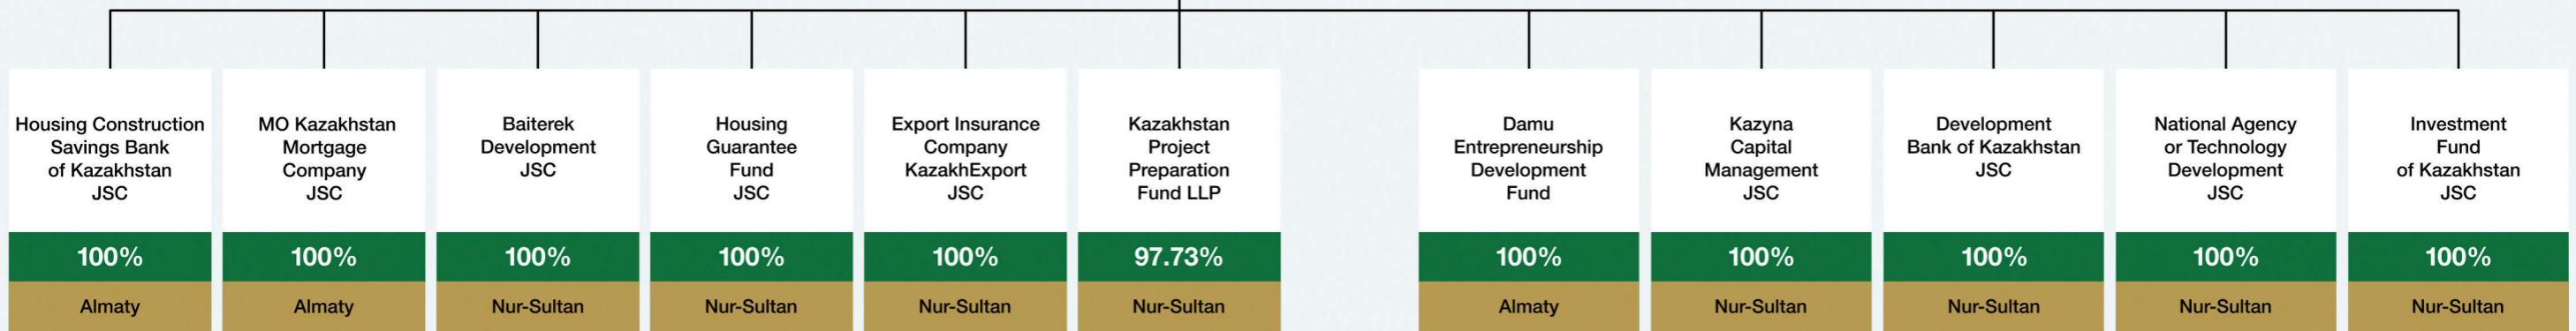 Housing Construction
Savings Bank
of Kazakhstan
JSC
100%
Almaty
MO Kazakhstan
Mortgage
Company
JSC
100%
Almaty
Baiterek
Development
JSC
100%
Nur-Sultan
Housing
Guarantee
Fund
JSC
100%
Nur-Sultan
Export Insurance
Company
KazakhExport
JSC
100%
Nur-Sultan
Kazakhstan
Project
Preparation
Fund LLP
97.73%
Nur-Sultan
Damu
Entrepreneurship
Development
Fund
100%
Almaty
Kazyna
Capital
Management
JSC
100%
Nur-Sultan
Development
Bank of Kazakhstan
JSC
100%
Nur-Sultan
National Agency
or Technology
Development
JSC
100%
Nur-Sultan
Investment
Fund
of Kazakhstan
JSC
100%
Nur-Sultan